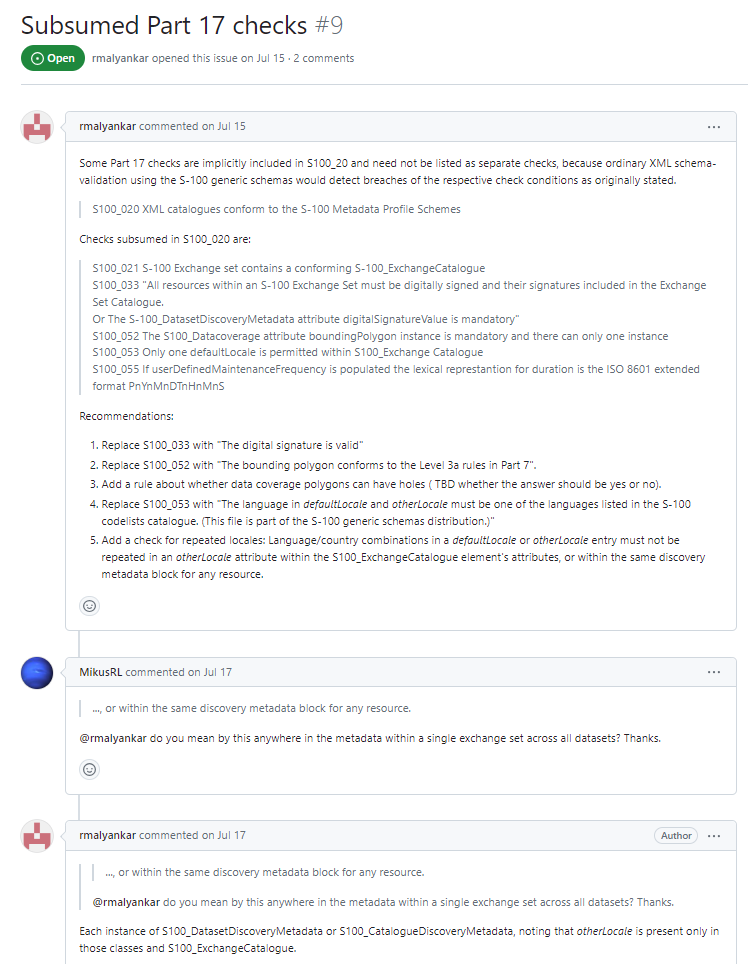 Subsumed Part 17 checks #9
Open rmalyankar opened this issue on Jul 15 · 2 comments
rmalyankar commented on Jul 15
Some Part 17 checks are implicitly included in S100_20 and need not be listed as separate checks, because ordinary XML schema-
validation using the S-100 generic schemas would detect breaches of the respective check conditions as originally stated.
S100_020 XML catalogues conform to the S-100 Metadata Profile Schemes
Checks subsumed in S100_020 are:
S100_021 S-100 Exchange set contains a conforming S-100_ExchangeCatalogue
S100_033 "All resources within an S-100 Exchange Set must be digitally signed and their signatures included in the Exchange
Set Catalogue.
Or The S-100_DatasetDiscoveryMetadata attribute digitalSignatureValue is mandatory"
S100_052 The S100_Datacoverage attribute boundingPolygon instance is mandatory and there can only one instance
S100_053 Only one defaultLocale is permitted within S100_Exchange Catalogue
S100_055 If userDefinedMaintenanceFrequency is populated the lexical represtantion for duration is the ISO 8601 extended
format PnYnMnDTnHnMnS
Recommendations:
1. Replace S100_033 with "The digital signature is valid"
2. Replace S100_052 with "The bounding polygon conforms to the Level 3a rules in Part 7".
3. Add a rule about whether data coverage polygons can have holes ( TBD whether the answer should be yes or no).
4. Replace S100_053 with "The language in defaultLocale and otherLocale must be one of the languages listed in the S-100
codelists catalogue. (This file is part of the S-100 generic schemas distribution.)"
5. Add a check for repeated locales: Language/country combinations in a defaultLocale or otherLocale entry must not be
repeated in an otherLocale attribute within the S100_ExchangeCatalogue element's attributes, or within the same discovery
metadata block for any resource.
MikusRL commented on Jul 17
..., or within the same discovery metadata block for any resource.
@rmalyankar do you mean by this anywhere in the metadata within a single exchange set across all datasets? Thanks.
rmalyankar commented on Jul 17 Author
..., or within the same discovery metadata block for any resource.
@rmalyankar do you mean by this anywhere in the metadata within a single exchange set across all datasets? Thanks.
Each instance of S100_DatasetDiscoveryMetadata or S100_CatalogueDiscoveryMetadata, noting that otherLocale is present only in
those classes and S100_ExchangeCatalogue.